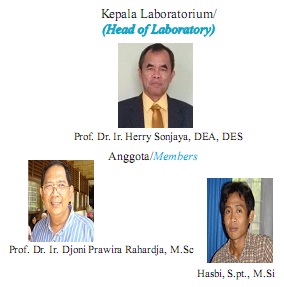 Kepala Laboratorium/
(Head of Laboratory)
Prof. Dr. Ir. Herry Sonjaya, DEA, DES
Anggota/Members
Prof. Dr. Ir. Djoni Prawira Rahardja, M.Sc
Hasbi, S.pt., M.Si